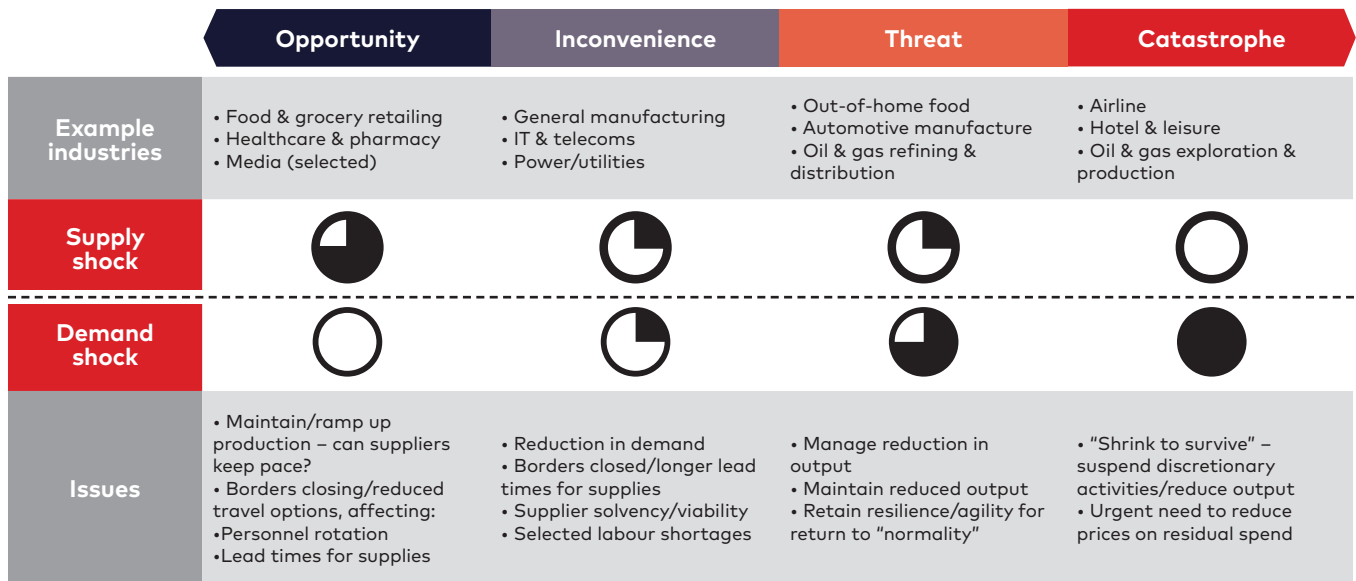 Opportunity
Inconvenience
Threat
Catastrophe
Example
industries
• Food & grocery retailing
• Healthcare & pharmacy
• Media (selected)
• General manufacturing
• IT & telecoms
• Power/utilities
• Out-of-home food
• Automotive manufacture
• Oil & gas refining &
distribution
• Airline
• Hotel & leisure
• Oil & gas exploration &
production
Supply
shock
Demand
shock
Issues
• Maintain/ramp up
production – can suppliers
keep pace?
• Borders closing/reduced
travel options, affecting:
•Personnel rotation
•Lead times for supplies
• Reduction in demand
• Borders closed/longer lead
times for supplies
• Supplier solvency/viability
• Selected labour shortages
• Manage reduction in
output
• Maintain reduced output
• Retain resilience/agility for
return to “normality”
• “Shrink to survive” –
suspend discretionary
activities/reduce output
• Urgent need to reduce
prices on residual spend